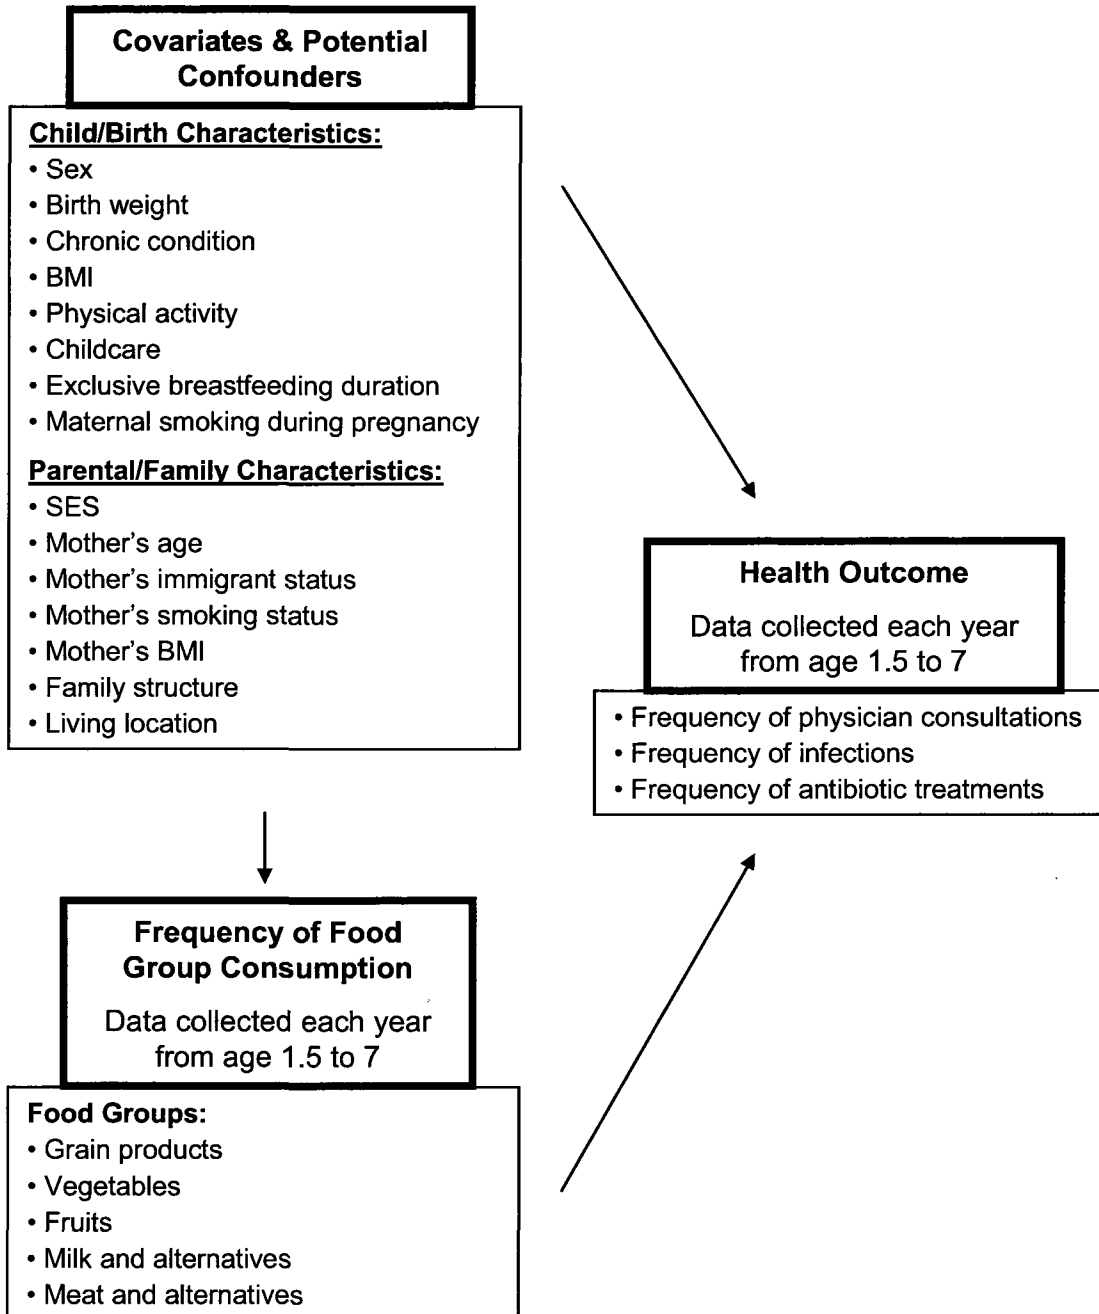 Covariates & Potential
Confounders
Child/Birth Characteristics:
• Sex
• Birth weight
• Chronic condition
• BMI
• Physical activity
• Childcare
• Exclusive breastfeeding duration
• Maternal smoking during pregnancy
Parental/Family Characteristics:
• SES
• Mother's age
• Mother's immigrant status
• Mother's smoking status
• Mother's BMI
• Family structure
• Living location
Frequency of Food
Group Consumption
Data collected each year
from age 1.5 to 7
Food Groups:
• Grain products
• Vegetables
• Fruits
• Milk and alternatives
• Meat and alternatives
Health Outcome
Data collected each year
from age 1.5 to 7
• Frequency of physician consultations
• Frequency of infections
• Frequency of antibiotic treatments